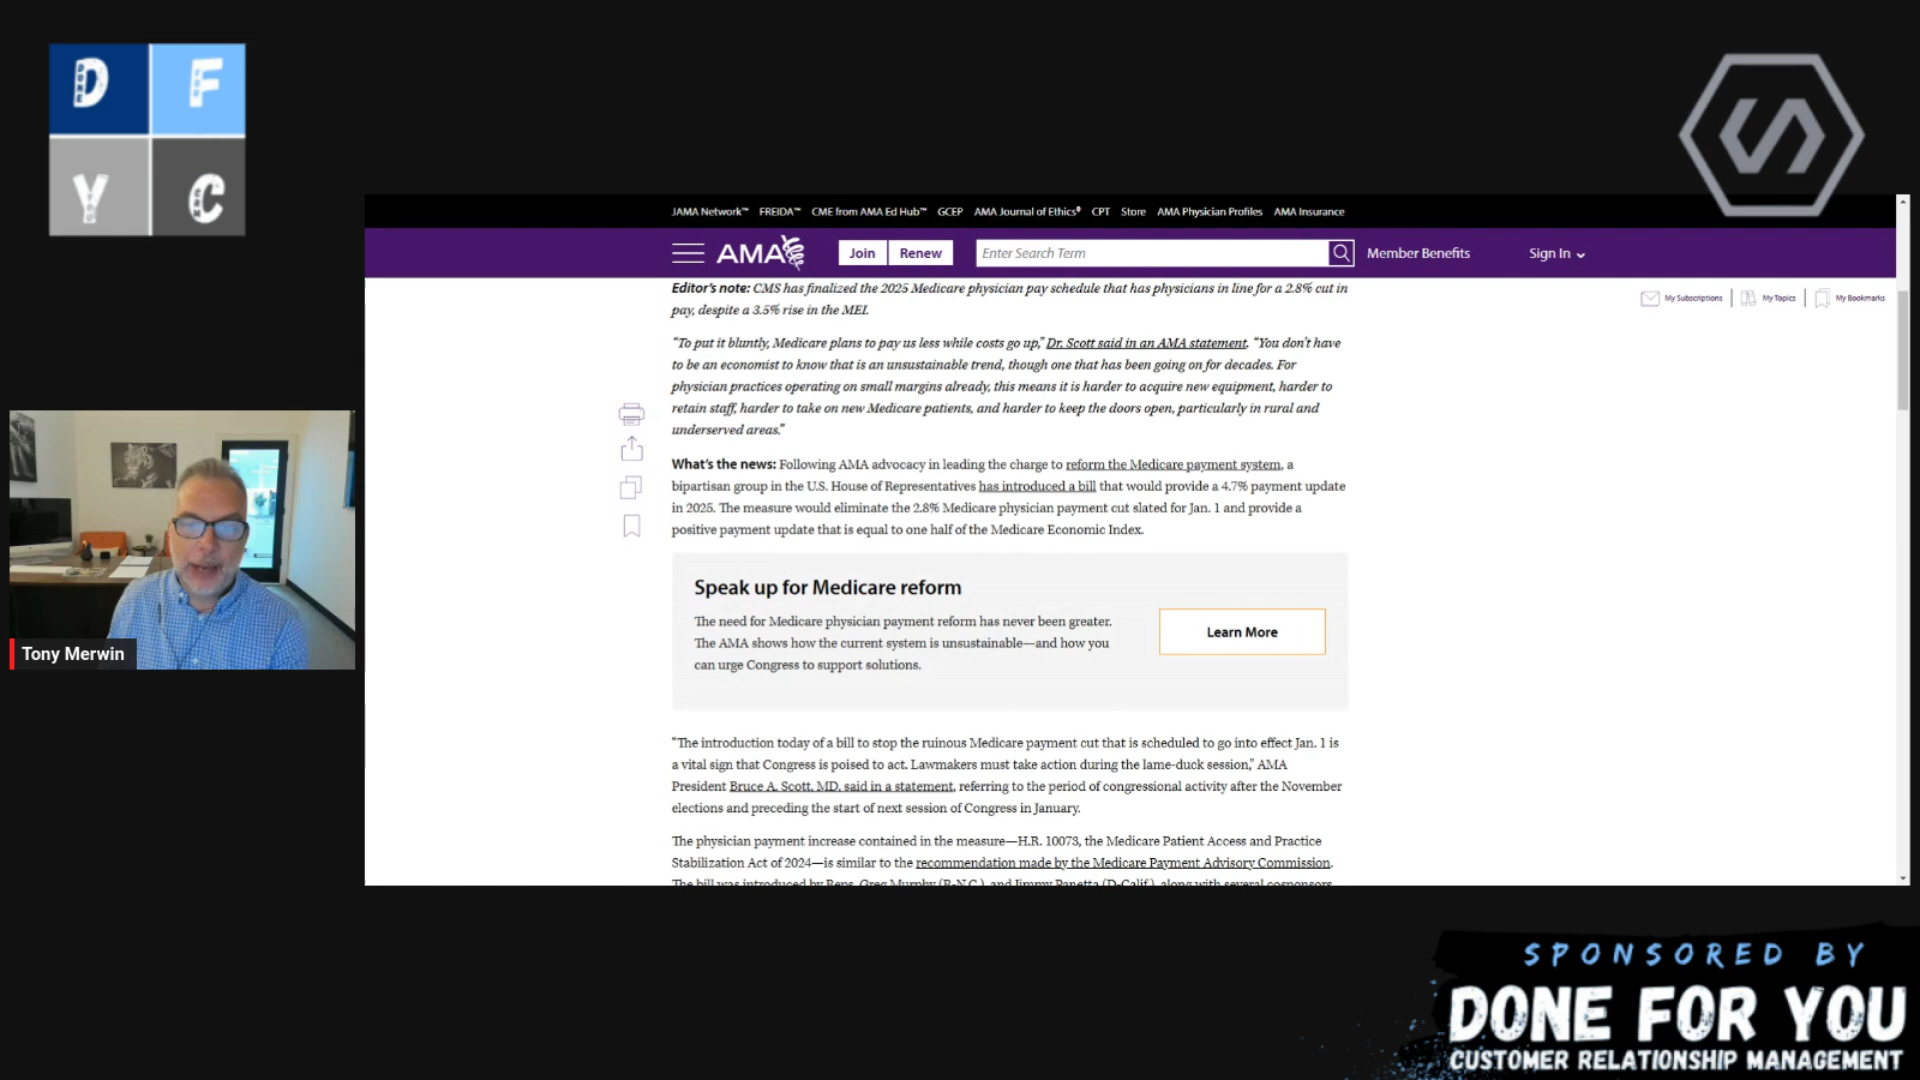 D F
Y C
JAMA Network™ FREIDA™ CME from AMA Ed Hub™ GCEP AMA Journal of Ethics® CPT Store AMA Physician Profiles AMA Insurance
AMA Join Renew Enter Search Term Member Benefits Sign In
My Subscriptions My Topics My Bookmarks
Editor's note: CMS has finalized the 2025 Medicare physician pay schedule that has physicians in line for a 2.8% cut in
pay, despite a 3.5% rise in the MEI.
“To put it bluntly, Medicare plans to pay us less while costs go up,” Dr. Scott said in an AMA statement. “You don’t have
to be an economist to know that is an unsustainable trend, though one that has been going on for decades. For
physician practices operating on small margins already, this means it is harder to acquire new equipment, harder to
retain staff, harder to take on new Medicare patients, and harder to keep the doors open, particularly in rural and
underserved areas.”
What’s the news: Following AMA advocacy in leading the charge to reform the Medicare payment system, a
bipartisan group in the U.S. House of Representatives has introduced a bill that would provide a 4.7% payment update
in 2025. The measure would eliminate the 2.8% Medicare physician payment cut slated for Jan. 1 and provide a
positive payment update that is equal to one half of the Medicare Economic Index.
Speak up for Medicare reform
The need for Medicare physician payment reform has never been greater.
The AMA shows how the current system is unsustainable—and how you
can urge Congress to support solutions.
Learn More
“The introduction today of a bill to stop the ruinous Medicare payment cut that is scheduled to go into effect Jan. 1 is
a vital sign that Congress is poised to act. Lawmakers must take action during the lame-duck session,” AMA
President Bruce A. Scott, MD, said in a statement, referring to the period of congressional activity after the November
elections and preceding the start of next session of Congress in January.
The physician payment increase contained in the measure—H.R. 10073, the Medicare Patient Access and Practice
Stabilization Act of 2024—is similar to the recommendation made by the Medicare Payment Advisory Commission.
The bill was introduced by Reps. Greg Murphy (R-N.C.) and Jimmy Panetta (D-Calif.), along with several cosponsors
Tony Merwin
SPONSORED BY
DONE FOR YOU
CUSTOMER RELATIONSHIP MANAGEMENT